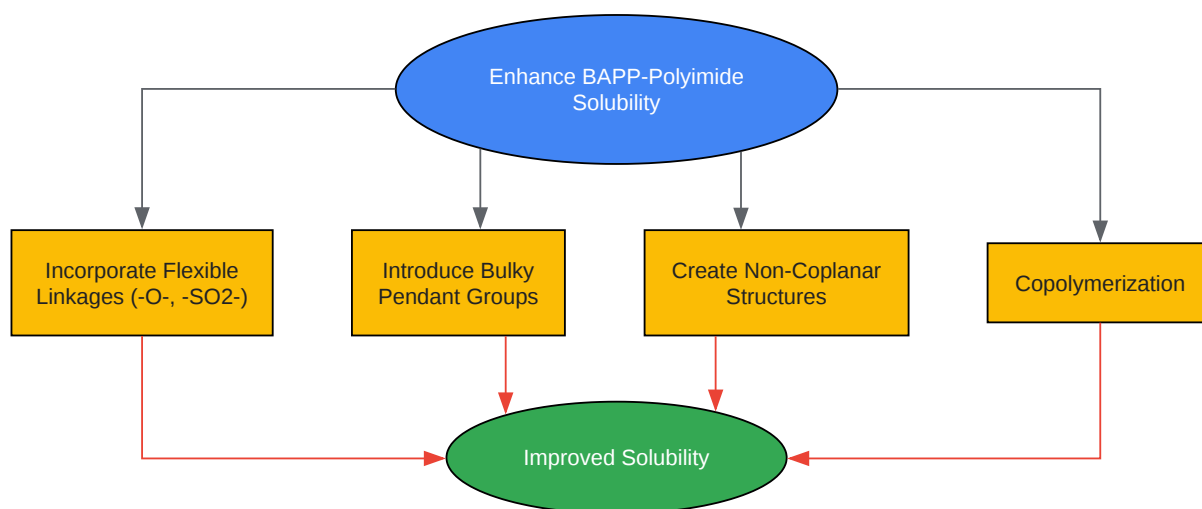 Enhance BAPP-Polyimide
Solubility
Incorporate Flexible
Linkages (-O-, -SO2-)
Introduce Bulky
Pendant Groups
Create Non-Coplanar
Structures
Copolymerization
Improved Solubility